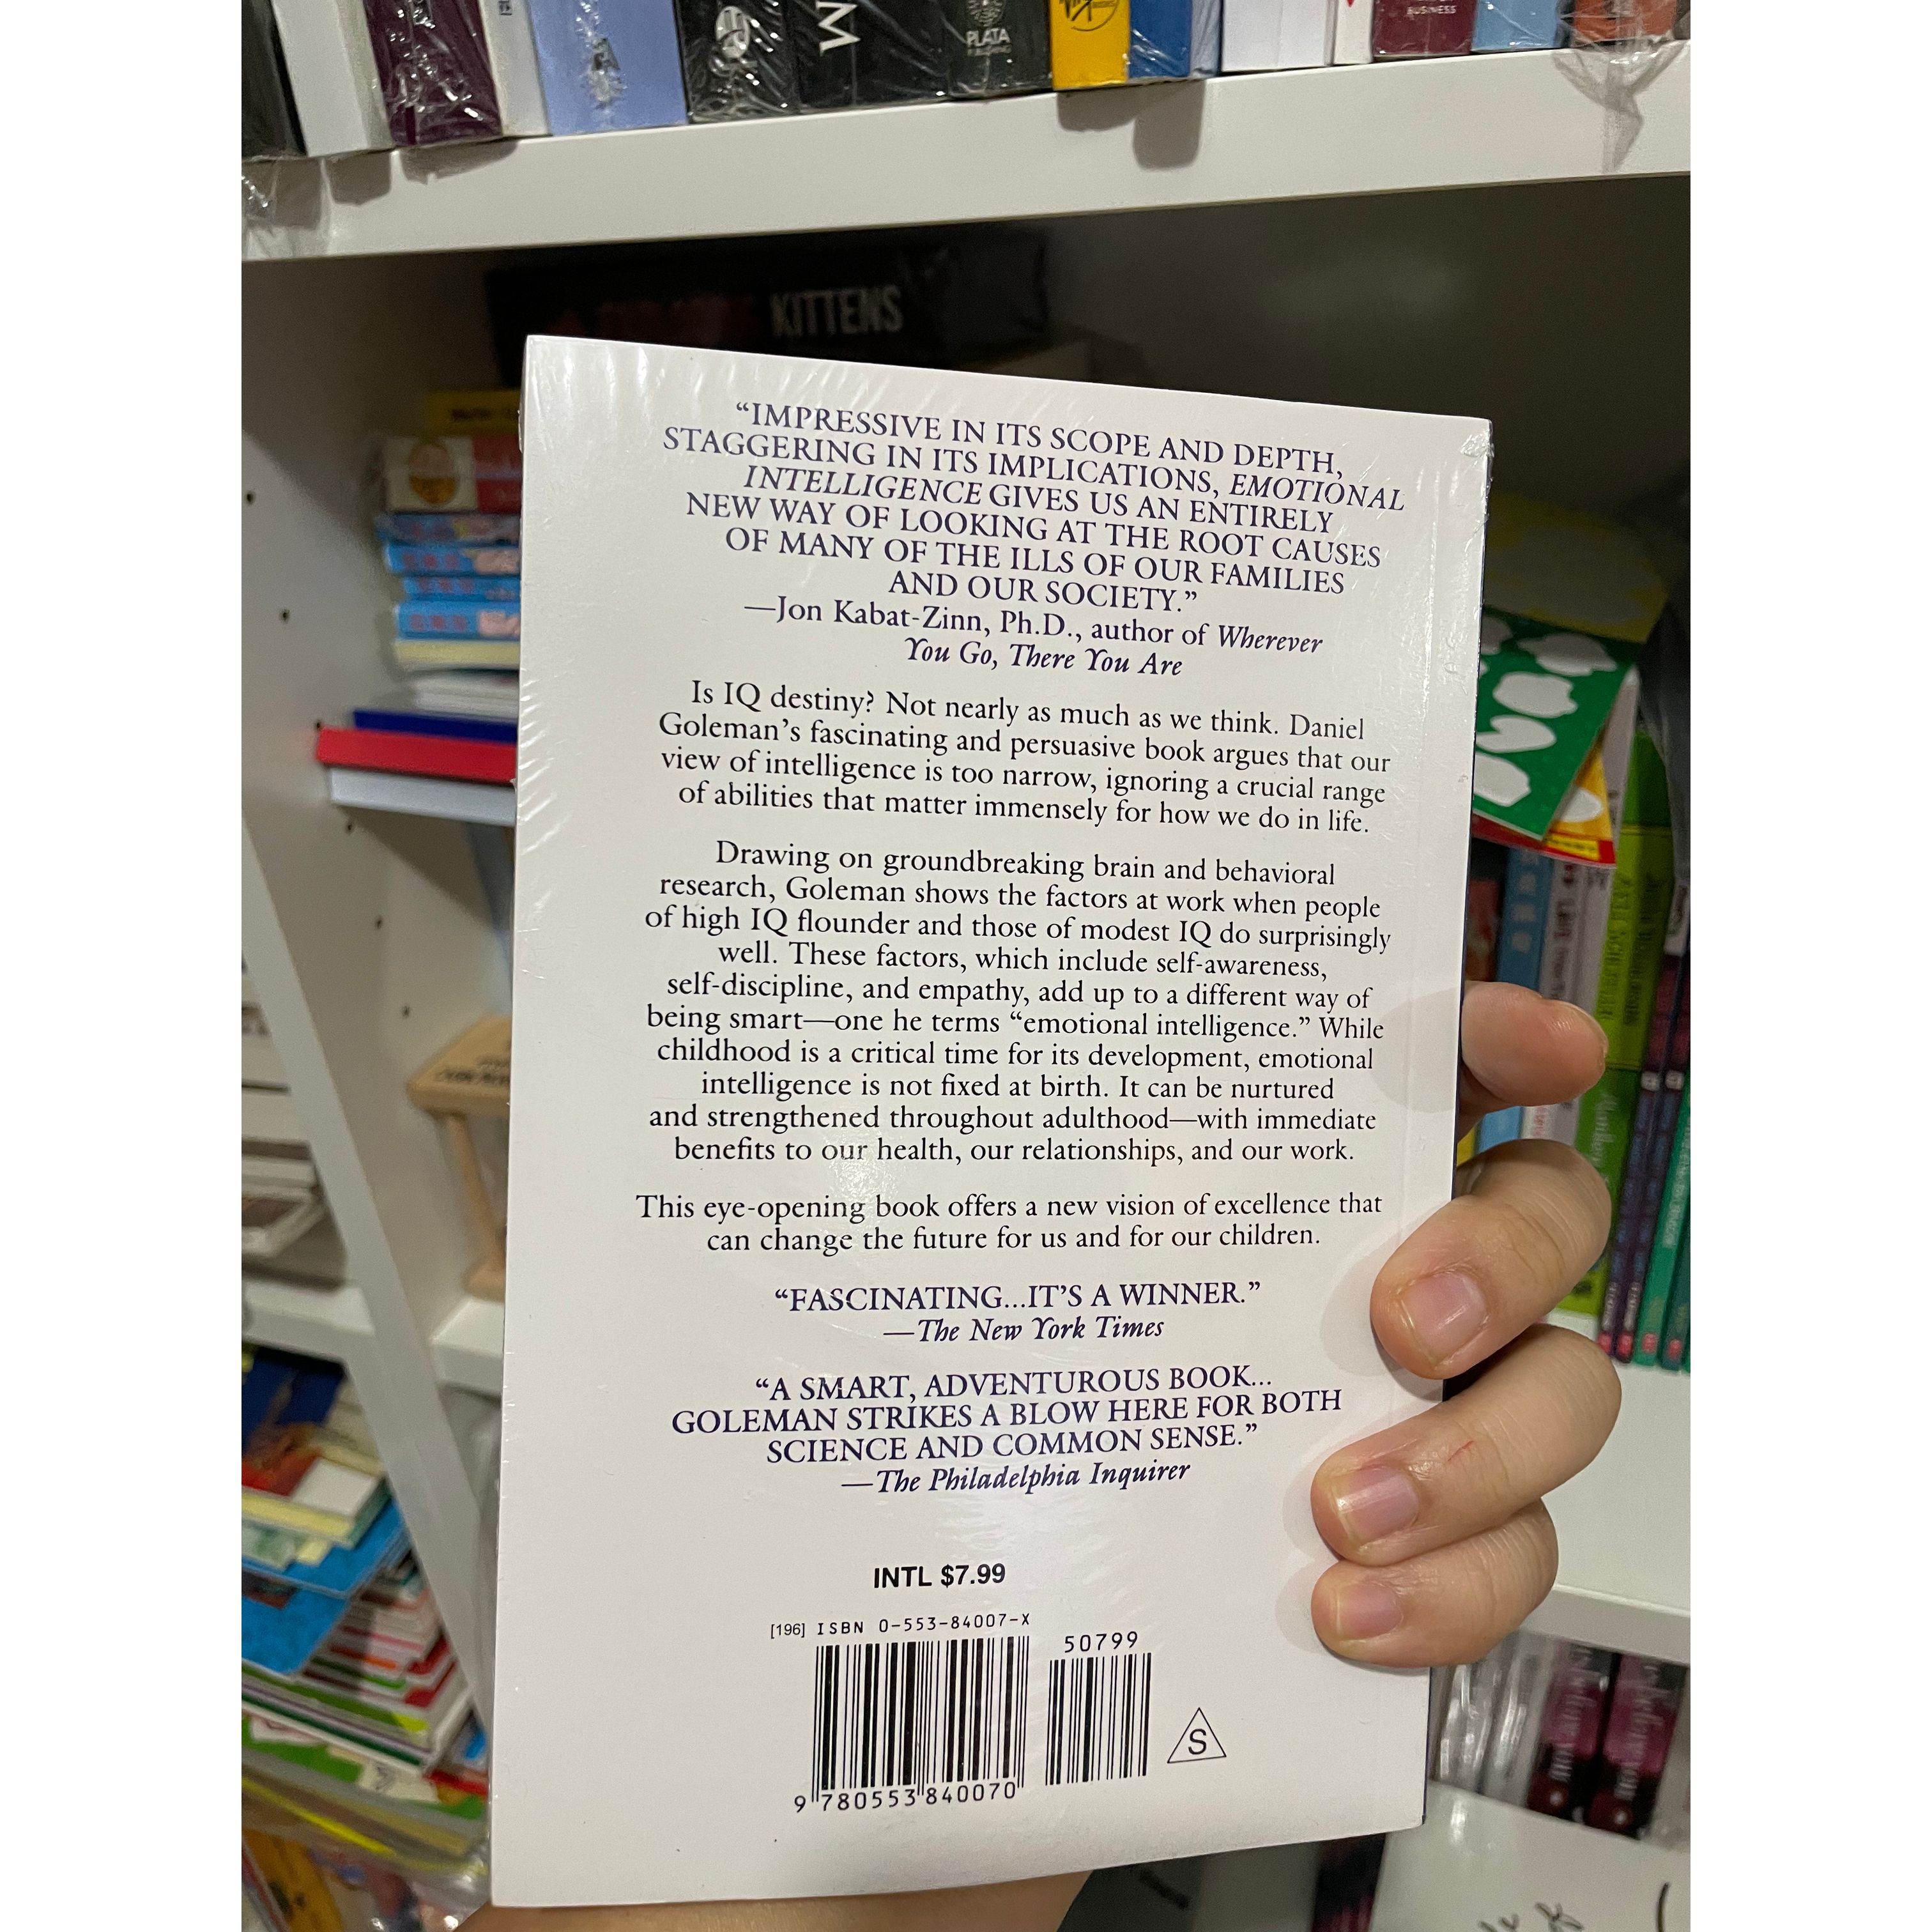 M
PLATA
BUSINESS
KITTENS
“IMPRESSIVE IN ITS SCOPE AND DEPTH,
STAGGERING IN ITS IMPLICATIONS, EMOTIONAL
INTELLIGENCE GIVES US AN ENTIRELY
NEW WAY OF LOOKING AT THE ROOT CAUSES
OF MANY OF THE ILLS OF OUR FAMILIES
AND OUR SOCIETY.”
—Jon Kabat-Zinn, Ph.D., author of Wherever
You Go, There You Are
Is IQ destiny? Not nearly as much as we think. Daniel
Goleman’s fascinating and persuasive book argues that our
view of intelligence is too narrow, ignoring a crucial range
of abilities that matter immensely for how we do in life.
Drawing on groundbreaking brain and behavioral
research, Goleman shows the factors at work when people
of high IQ flounder and those of modest IQ do surprisingly
well. These factors, which include self-awareness,
self-discipline, and empathy, add up to a different way of
being smart—one he terms “emotional intelligence.” While
childhood is a critical time for its development, emotional
intelligence is not fixed at birth. It can be nurtured
and strengthened throughout adulthood—with immediate
benefits to our health, our relationships, and our work.
This eye-opening book offers a new vision of excellence that
can change the future for us and for our children.
“FASCINATING...IT’S A WINNER.”
—The New York Times
“A SMART, ADVENTUROUS BOOK...
GOLEMAN STRIKES A BLOW HERE FOR BOTH
SCIENCE AND COMMON SENSE.”
—The Philadelphia Inquirer
INTL $7.99
[196] ISBN 0-553-84007-X
50799
S
9 780553 840070
of